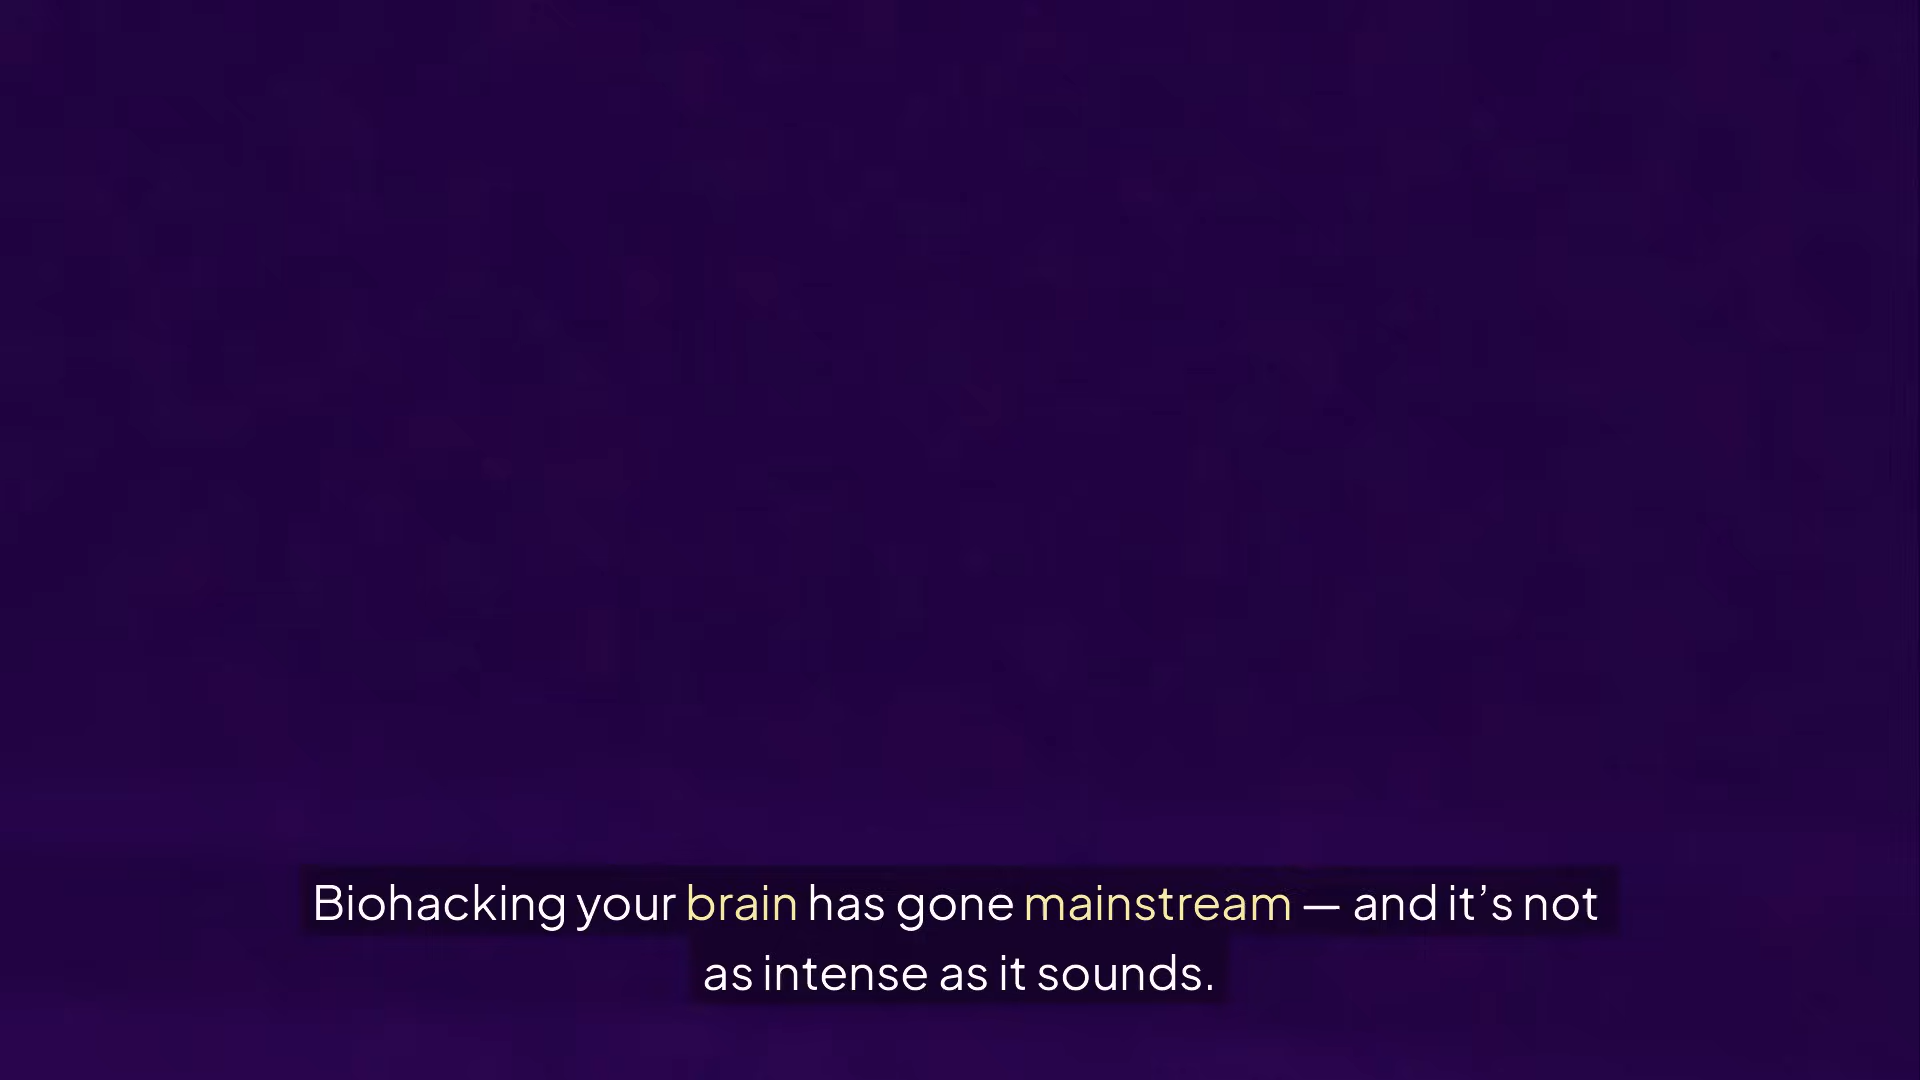 Biohacking your brain has gone mainstream — and it’s not
as intense as it sounds.